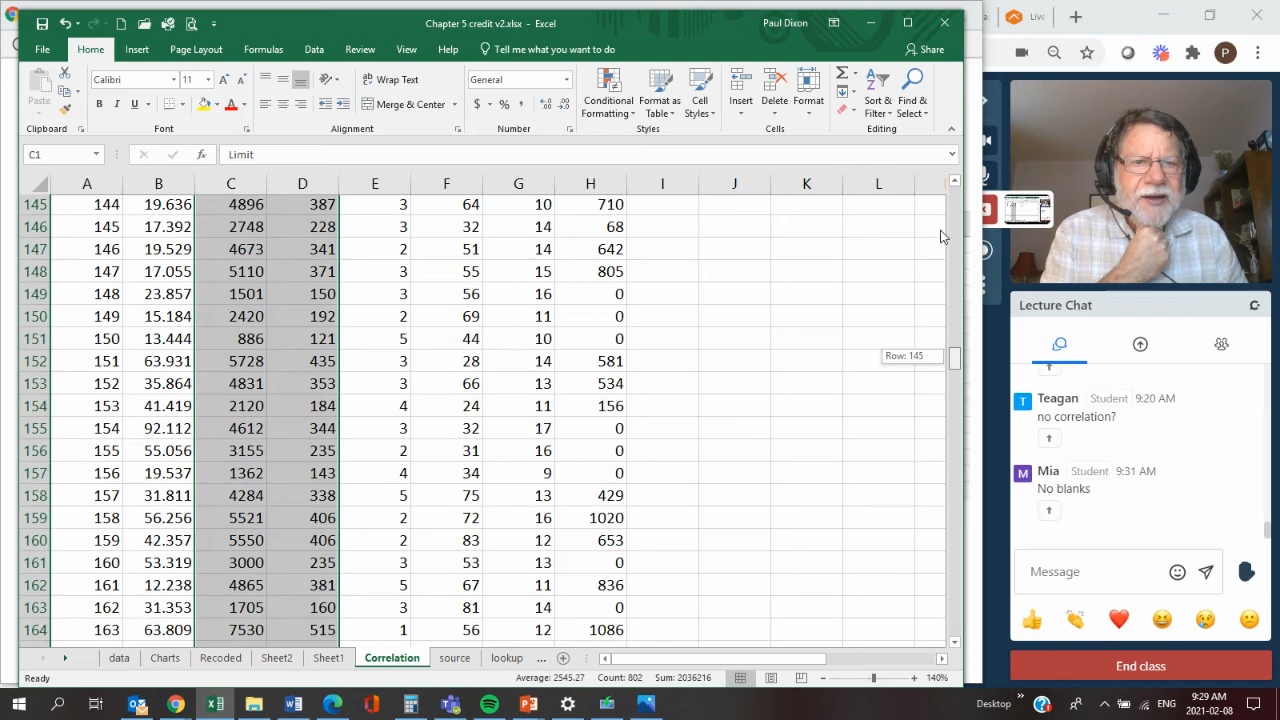 Chapter 5 credit v2.xlsx - Excel
Paul Dixon
Live
File Home Insert Page Layout Formulas Data Review View Help Tell me what you want to do Share
P
Paste
Calibri 11
B I U A
Wrap Text
Merge & Center
General
$ % ,
Conditional Formatting
Format as Table
Cell Styles
Insert
Delete
Format
Sort & Filter
Find & Select
Clipboard Font Alignment Number Styles Cells Editing
C1 fx Limit
A B C D E F G H I J K L
145 144 19.636 4896 387 3 64 10 710
146 145 17.392 2748 228 3 32 14 68
147 146 19.529 4673 341 2 51 14 642
148 147 17.055 5110 371 3 55 15 805
149 148 23.857 1501 150 3 56 16 0
150 149 15.184 2420 192 2 69 11 0
151 150 13.444 886 121 5 44 10 0
152 151 63.931 5728 435 3 28 14 581
153 152 35.864 4831 353 3 66 13 534
154 153 41.419 2120 184 4 24 11 156
155 154 92.112 4612 344 3 32 17 0
156 155 55.056 3155 235 2 31 16 0
157 156 19.537 1362 143 4 34 9 0
158 157 31.811 4284 338 5 75 13 429
159 158 56.256 5521 406 2 72 16 1020
160 159 42.357 5550 406 2 83 12 653
161 160 53.319 3000 235 3 53 13 0
162 161 12.238 4865 381 5 67 11 836
163 162 31.353 1705 160 3 81 14 0
164 163 63.809 7530 515 1 56 12 1086
Row: 145
data Charts Recoded Sheet2 Sheet1 Correlation source lookup ...
Ready Average: 2545.27 Count: 802 Sum: 2036216 140%
Lecture Chat
T Teagan Student 9:20 AM
no correlation?
M Mia Student 9:31 AM
No blanks
Message
End class
Desktop ENG 9:29 AM
2021-02-08